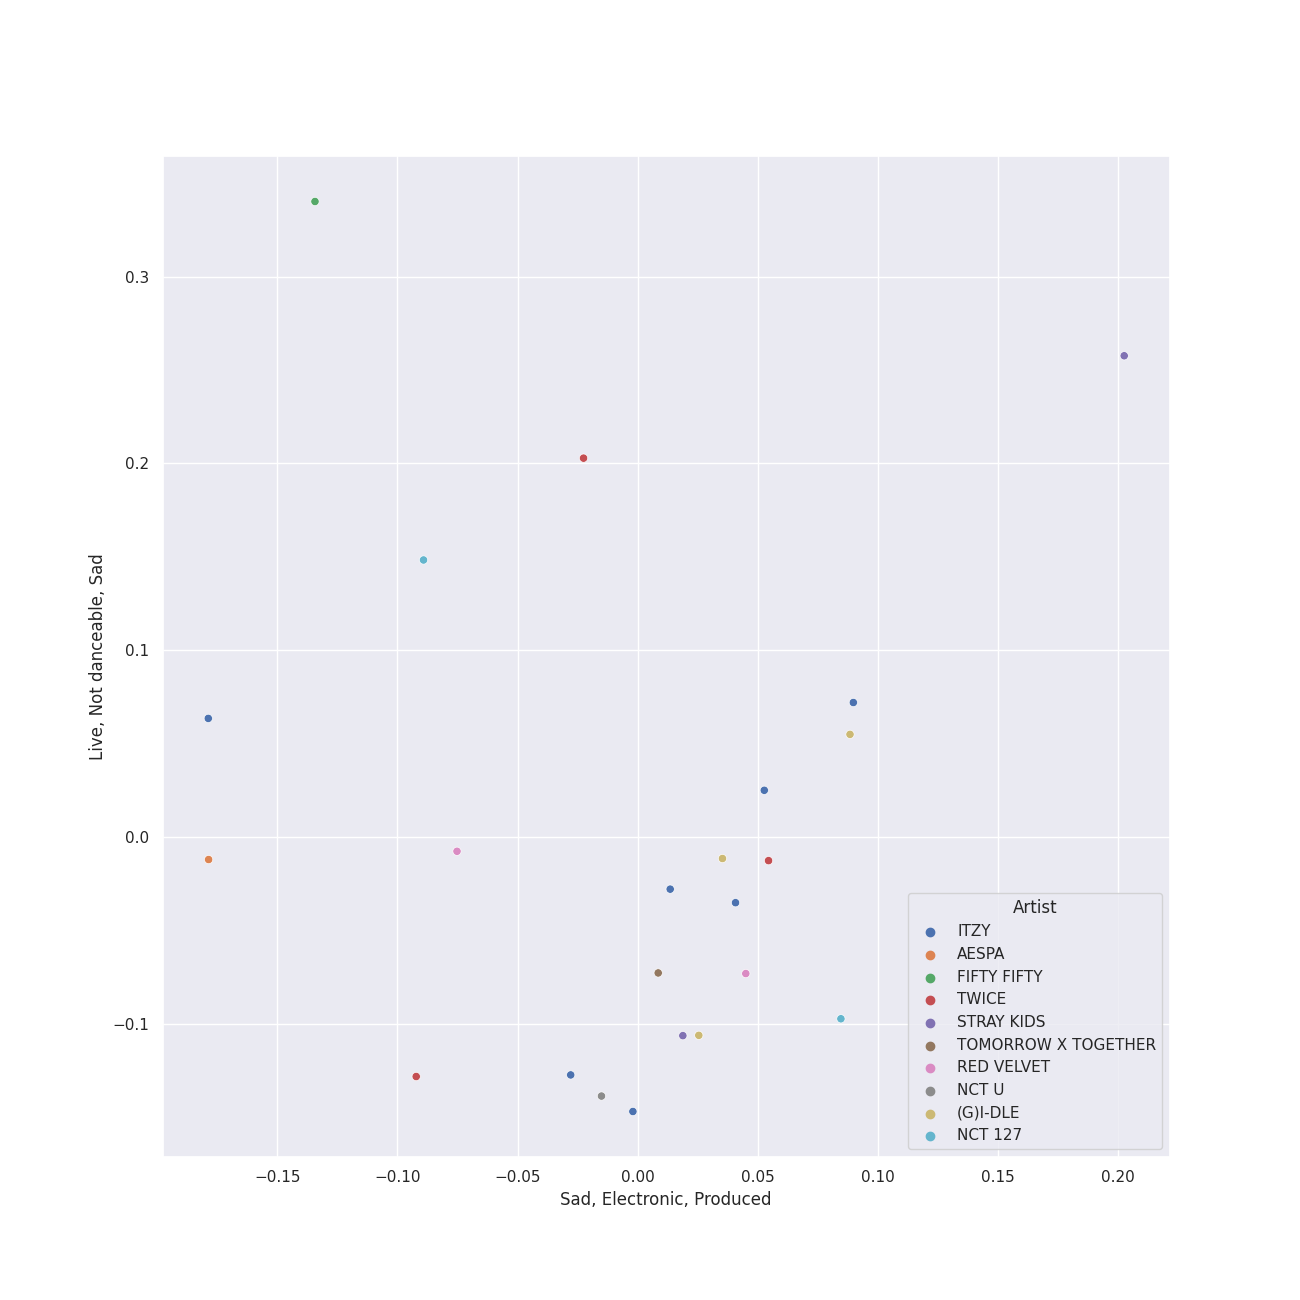 0.3
0.2
0.1
0.0
−0.1
Live, Not danceable, Sad
−0.15
−0.10
−0.05
0.00
0.05
0.10
0.15
0.20
Sad, Electronic, Produced
Artist
ITZY
AESPA
FIFTY FIFTY
TWICE
STRAY KIDS
TOMORROW X TOGETHER
RED VELVET
NCT U
(G)I-DLE
NCT 127